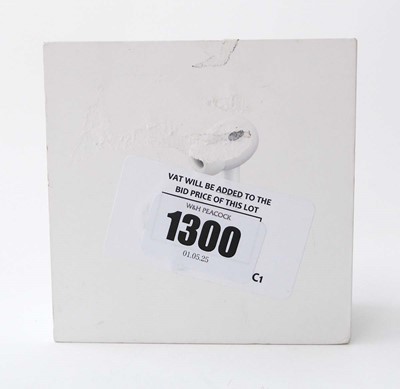 VAT WILL BE ADDED TO THE
BID PRICE OF THIS LOT
W&H PEACOCK
1300
01.05.25
C1